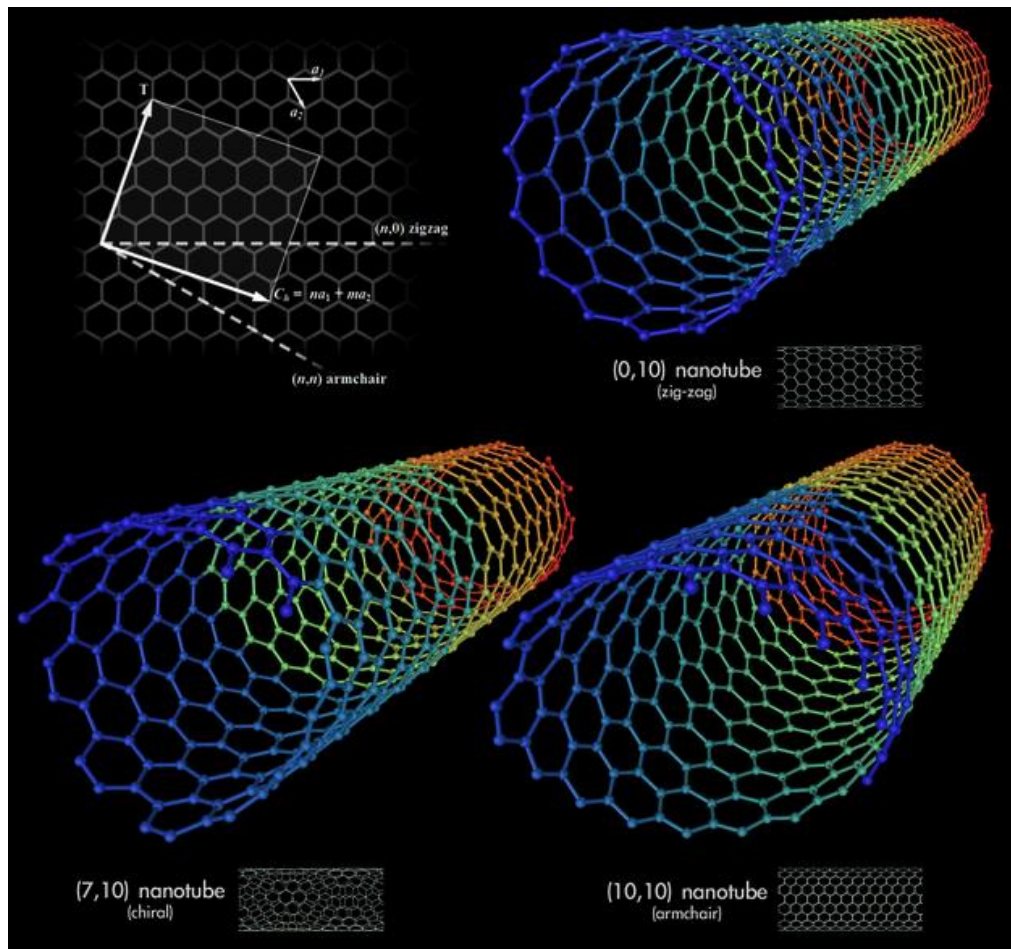 a₁
T
a₂
(n,0) zigzag
Cₕ = na₁ + ma₂
(n,n) armchair
(0,10) nanotube
(zig-zag)
(7,10) nanotube
(chiral)
(10,10) nanotube
(armchair)